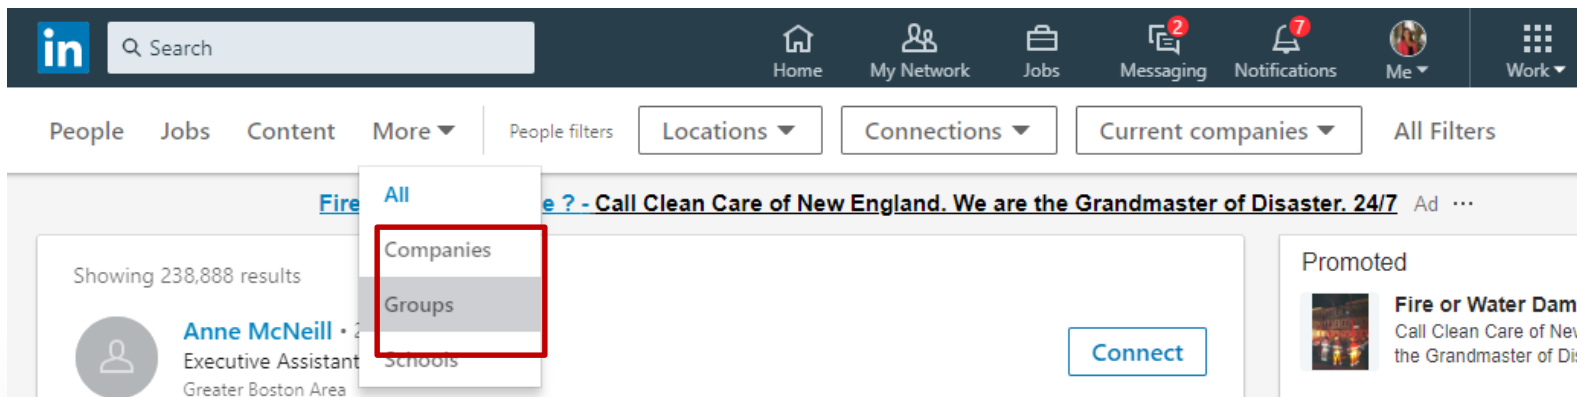 in Search
2 7
Home My Network Jobs Messaging Notifications Me Work
People Jobs Content More People filters Locations Connections Current companies All Filters
All
Fire e ? - Call Clean Care of New England. We are the Grandmaster of Disaster. 24/7 Ad ···
Companies
Showing 238,888 results
Groups
Schools
Anne McNeill • 2
Executive Assistant
Greater Boston Area
Connect
Promoted
Fire or Water Dam
Call Clean Care of Nev
the Grandmaster of Di